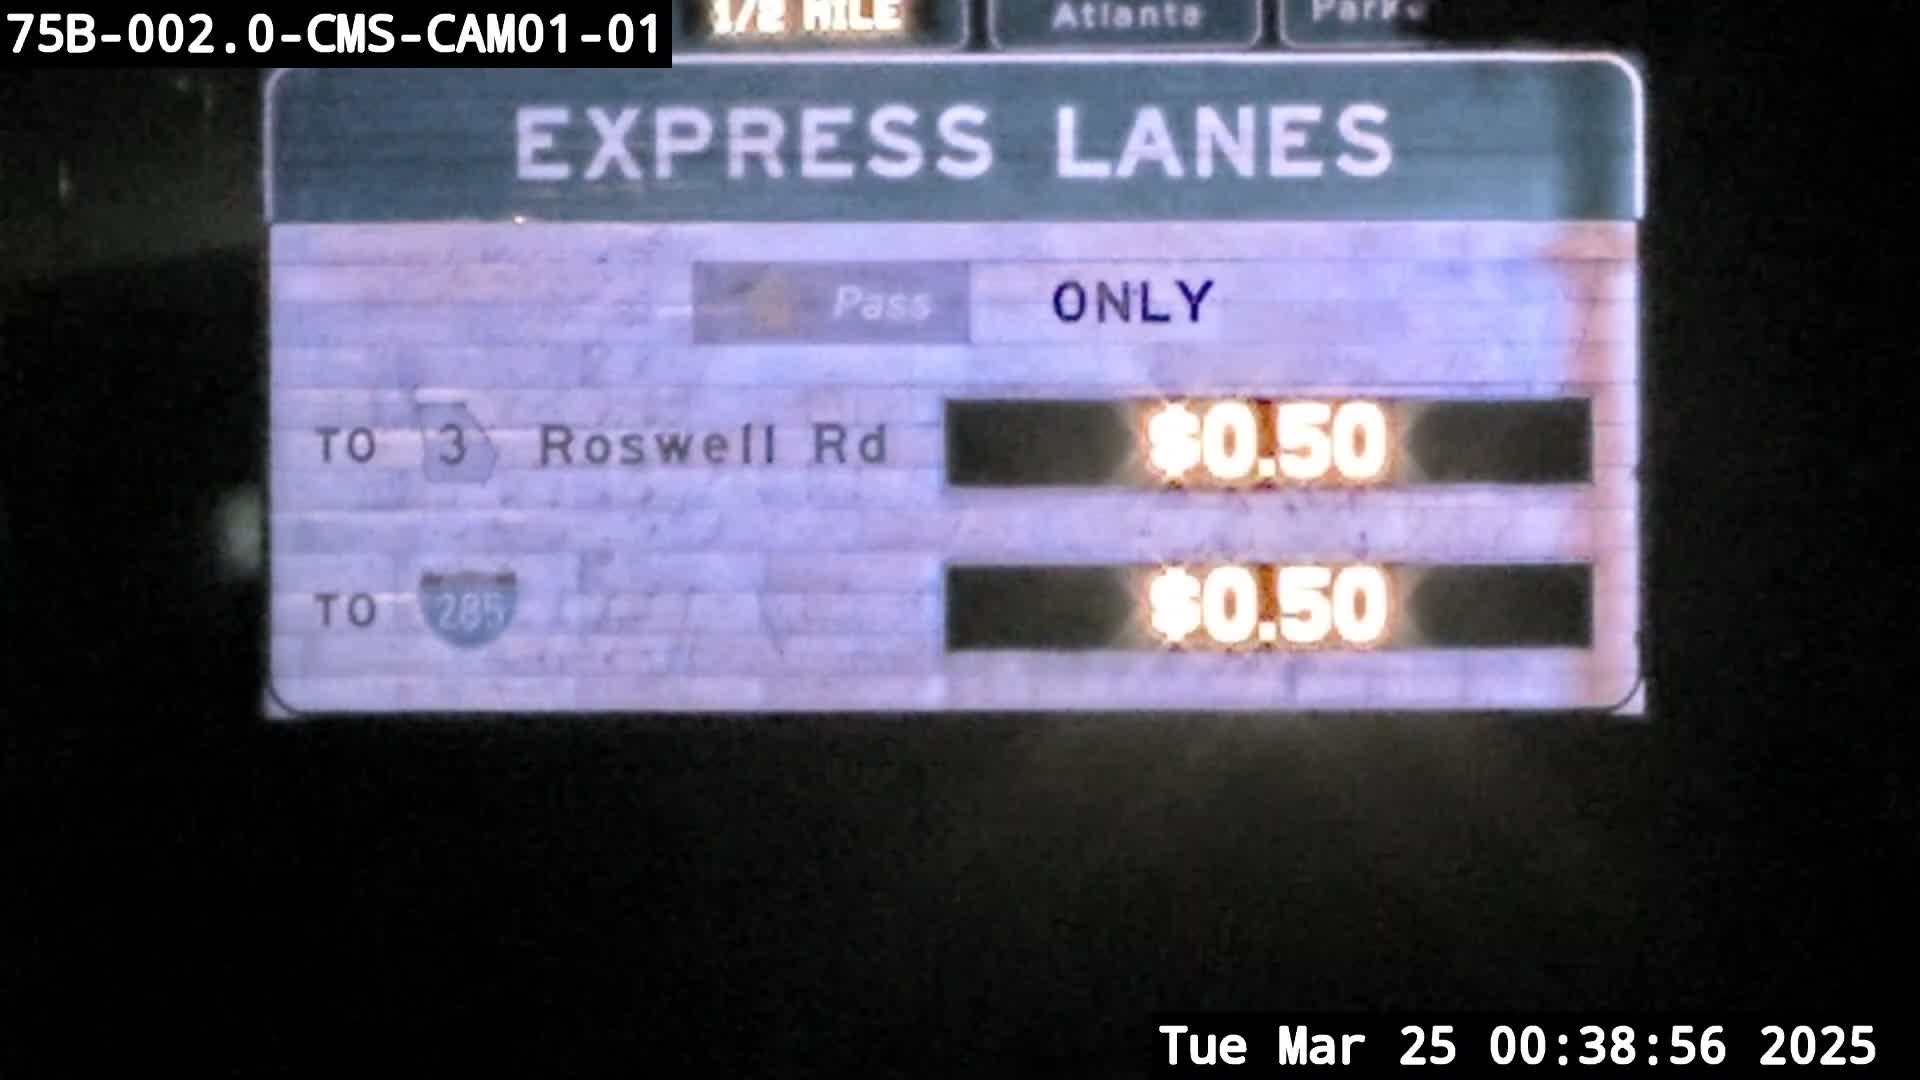 75B-002.0-CMS-CAM01-01
1/2 MILE
Atlanta
EXPRESS LANES
Pass ONLY
TO 3 Roswell Rd $0.50
TO 285 $0.50
Tue Mar 25 00:38:56 2025